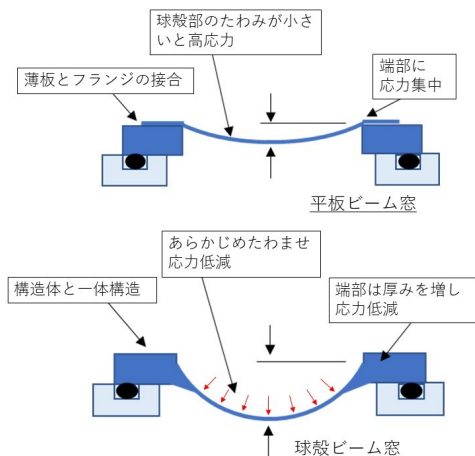 球殻部のたわみが小さ
いと高応力
薄板とフランジの接合
端部に
応力集中
平板ビーム窓
あらかじめたわませ
応力低減
構造体と一体構造
端部は厚みを増し
応力低減
球殻ビーム窓